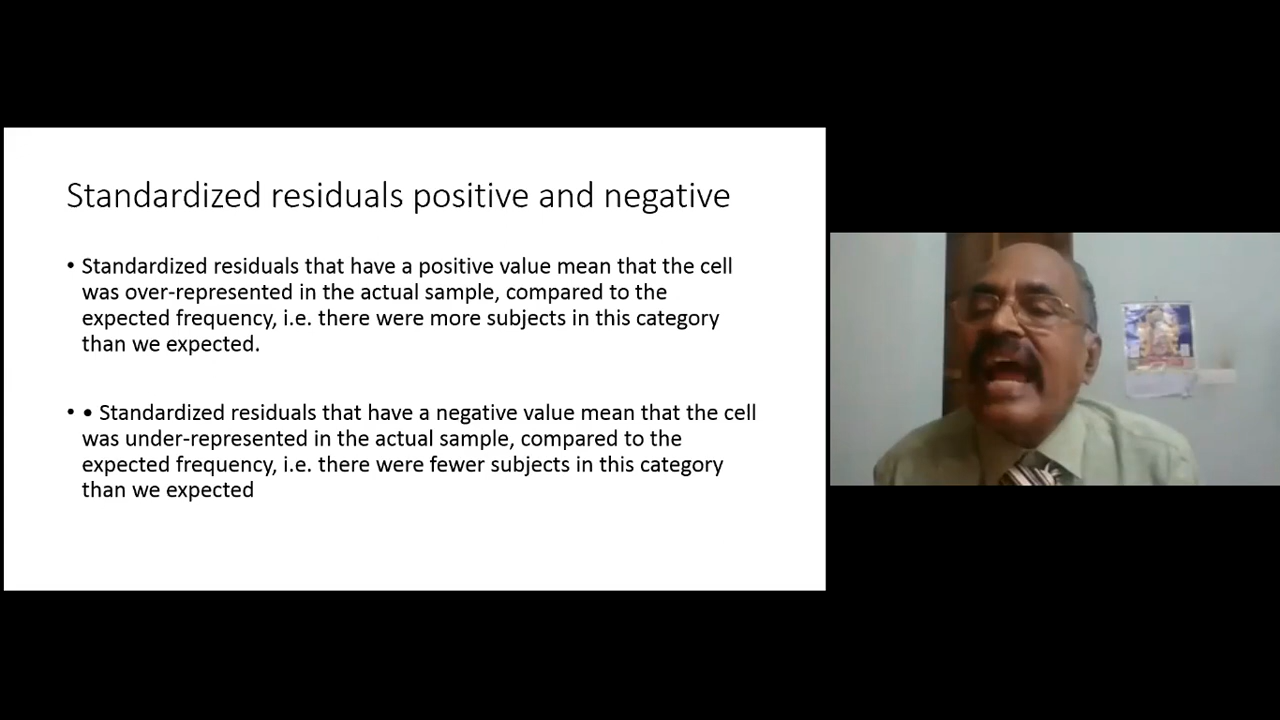 Standardized residuals positive and negative
• Standardized residuals that have a positive value mean that the cell
was over-represented in the actual sample, compared to the
expected frequency, i.e. there were more subjects in this category
than we expected.
• • Standardized residuals that have a negative value mean that the cell
was under-represented in the actual sample, compared to the
expected frequency, i.e. there were fewer subjects in this category
than we expected